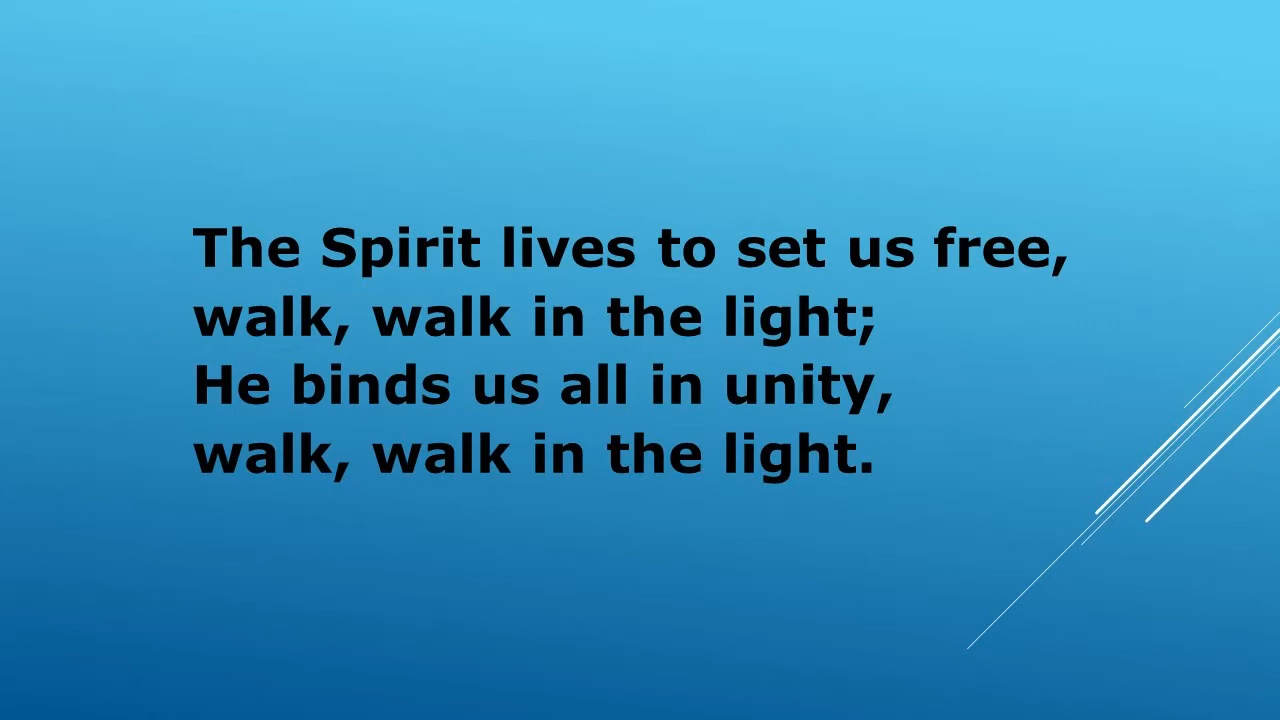 The Spirit lives to set us free,
walk, walk in the light;
He binds us all in unity,
walk, walk in the light.